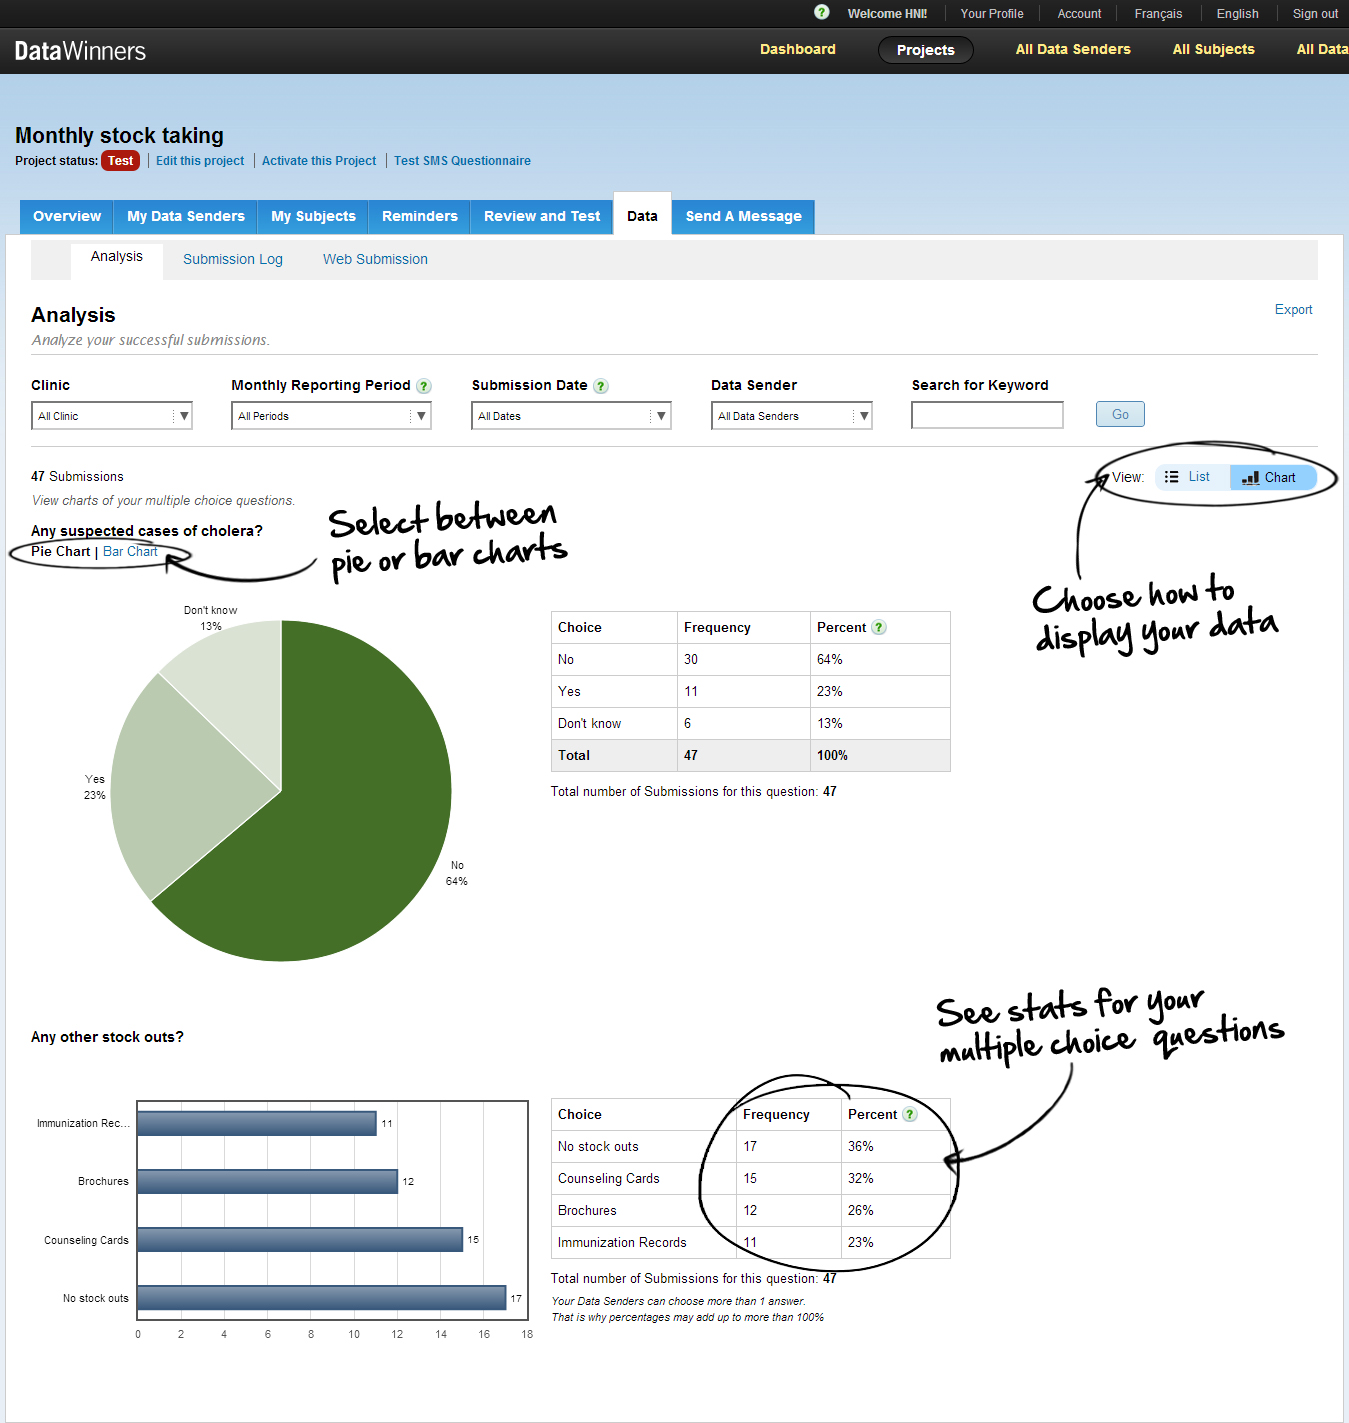 Welcome HNI! Your Profile Account Français English Sign out
DataWinners Dashboard Projects All Data Senders All Subjects All Data
Monthly stock taking
Project status: Test Edit this project Activate this Project Test SMS Questionnaire
Overview My Data Senders My Subjects Reminders Review and Test Data Send A Message
Analysis Submission Log Web Submission
Analysis Export
Analyze your successful submissions.
Clinic Monthly Reporting Period ? Submission Date ? Data Sender Search for Keyword
All Clinic All Periods All Dates All Data Senders Go
47 Submissions View: List Chart
View charts of your multiple choice questions.
Any suspected cases of cholera?
Pie Chart | Bar Chart
Select between
pie or bar charts
Choose how to
display your data
Don't know
13%
Yes
23%
No
64%
Choice Frequency Percent ?
No 30 64%
Yes 11 23%
Don't know 6 13%
Total 47 100%
Total number of Submissions for this question: 47
See stats for your
multiple choice questions
Any other stock outs?
Immunization Rec... 11
Brochures 12
Counseling Cards 15
No stock outs 17
0 2 4 6 8 10 12 14 16 18
Choice Frequency Percent ?
No stock outs 17 36%
Counseling Cards 15 32%
Brochures 12 26%
Immunization Records 11 23%
Total number of Submissions for this question: 47
Your Data Senders can choose more than 1 answer.
That is why percentages may add up to more than 100%